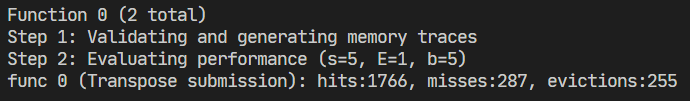 Function 0 (2 total)
Step 1: Validating and generating memory traces
Step 2: Evaluating performance (s=5, E=1, b=5)
func 0 (Transpose submission): hits:1766, misses:287, evictions:255